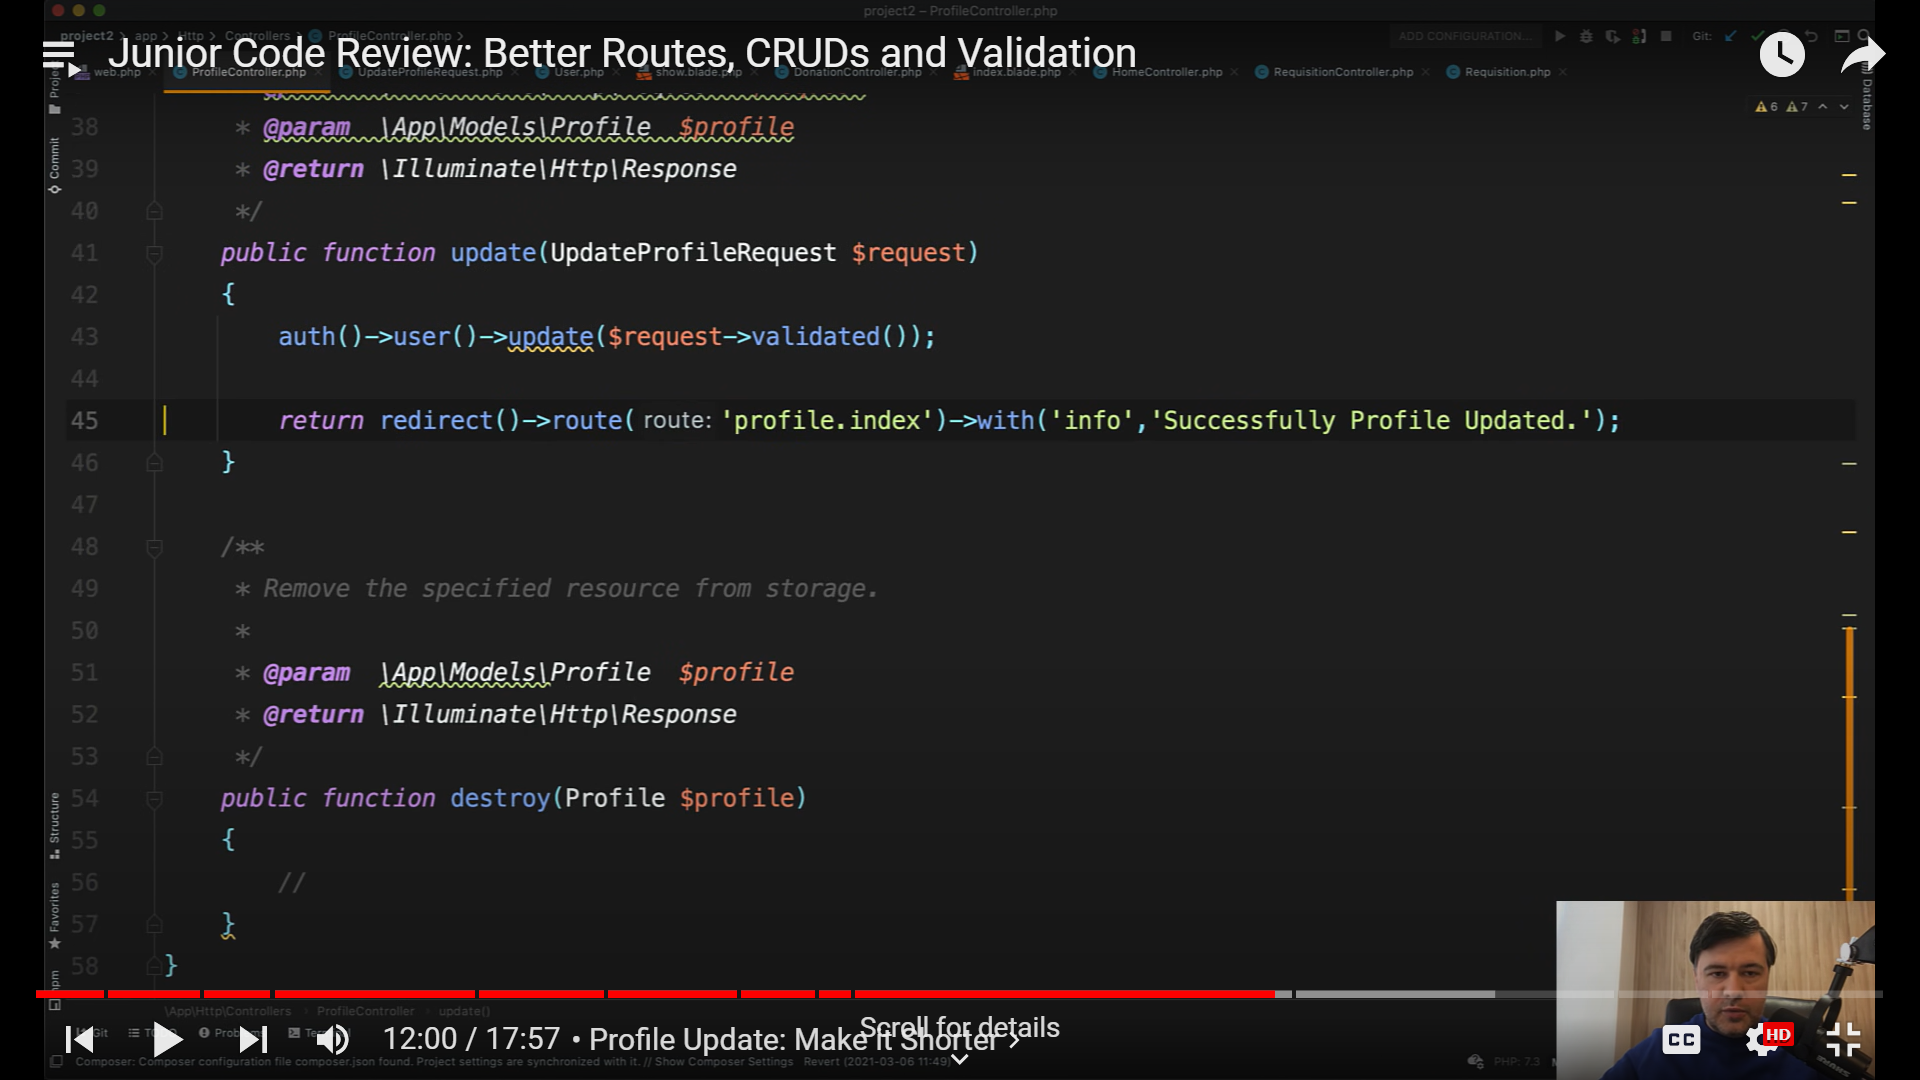 project2 – ProfileController.php
project2 > app > Http > Controllers > ProfileController.php >
ADD CONFIGURATION...
Git:
Junior Code Review: Better Routes, CRUDs and Validation
web.php
ProfileController.php
UpdateProfileRequest.php
User.php
show.blade.php
DonationController.php
index.blade.php
HomeController.php
RequisitionController.php
Requisition.php
6 7
Database
Commit
38 * @param \App\Models\Profile $profile
39 * @return \Illuminate\Http\Response
40 */
41 public function update(UpdateProfileRequest $request)
42 {
43 auth()->user()->update($request->validated());
44
45 return redirect()->route( route: 'profile.index')->with('info','Successfully Profile Updated.');
46 }
47
48 /**
49 * Remove the specified resource from storage.
50 *
51 * @param \App\Models\Profile $profile
52 * @return \Illuminate\Http\Response
53 */
54 public function destroy(Profile $profile)
55 {
56 //
57 }
58 }
Structure
Favorites
npm
\App\Http\Controllers > ProfileController > update()
Git
12:00 / 17:57 • Profile Update: Make it Shorter >
Scroll for details
CC
HD
Composer: Composer configuration file composer.json found. Project settings are synchronized with it. // Show Composer Settings Revert (2021-03-06 11:49)
PHP: 7.3